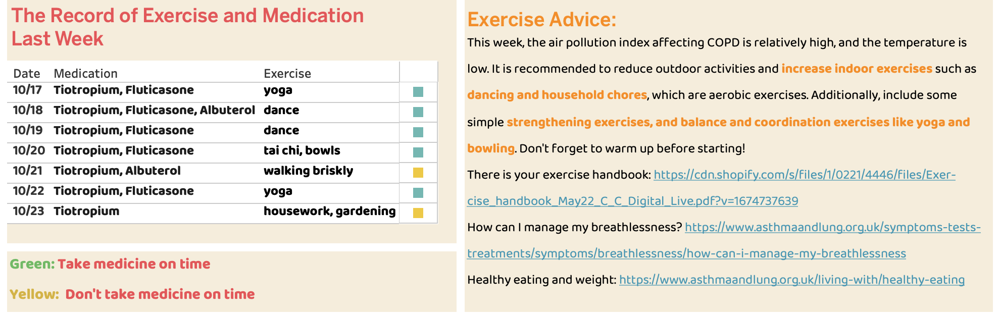 The Record of Exercise and Medication
Last Week
Date Medication Exercise
10/17 Tiotropium, Fluticasone yoga
10/18 Tiotropium, Fluticasone, Albuterol dance
10/19 Tiotropium, Fluticasone dance
10/20 Tiotropium, Fluticasone tai chi, bowls
10/21 Tiotropium, Albuterol walking briskly
10/22 Tiotropium, Fluticasone yoga
10/23 Tiotropium housework, gardening
Green: Take medicine on time
Yellow: Don't take medicine on time
Exercise Advice:
This week, the air pollution index affecting COPD is relatively high, and the temperature is
low. It is recommended to reduce outdoor activities and increase indoor exercises such as
dancing and household chores, which are aerobic exercises. Additionally, include some
simple strengthening exercises, and balance and coordination exercises like yoga and
bowling. Don't forget to warm up before starting!
There is your exercise handbook: https://cdn.shopify.com/s/files/1/0221/4446/files/Exer-
cise_handbook_May22_C_C_Digital_Live.pdf?v=1674737639
How can I manage my breathlessness? https://www.asthmaandlung.org.uk/symptoms-tests-
treatments/symptoms/breathlessness/how-can-i-manage-my-breathlessness
Healthy eating and weight: https://www.asthmaandlung.org.uk/living-with/healthy-eating